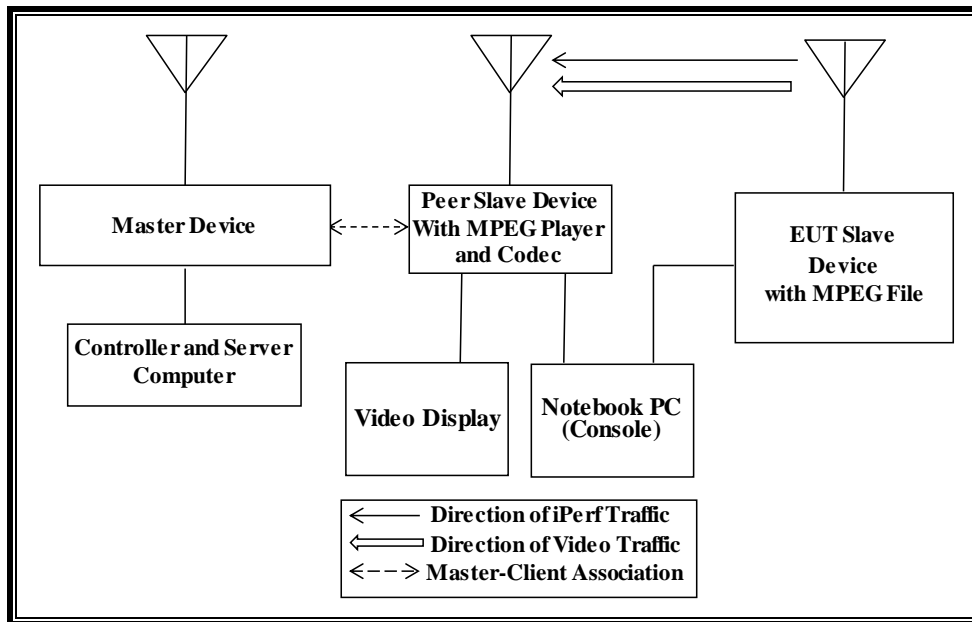 Master Device
Peer Slave Device
With MPEG Player
and Codec
EUT Slave
Device
with MPEG File
Controller and Server
Computer
Video Display
Notebook PC
(Console)
Direction of iPerf Traffic
Direction of Video Traffic
Master-Client Association